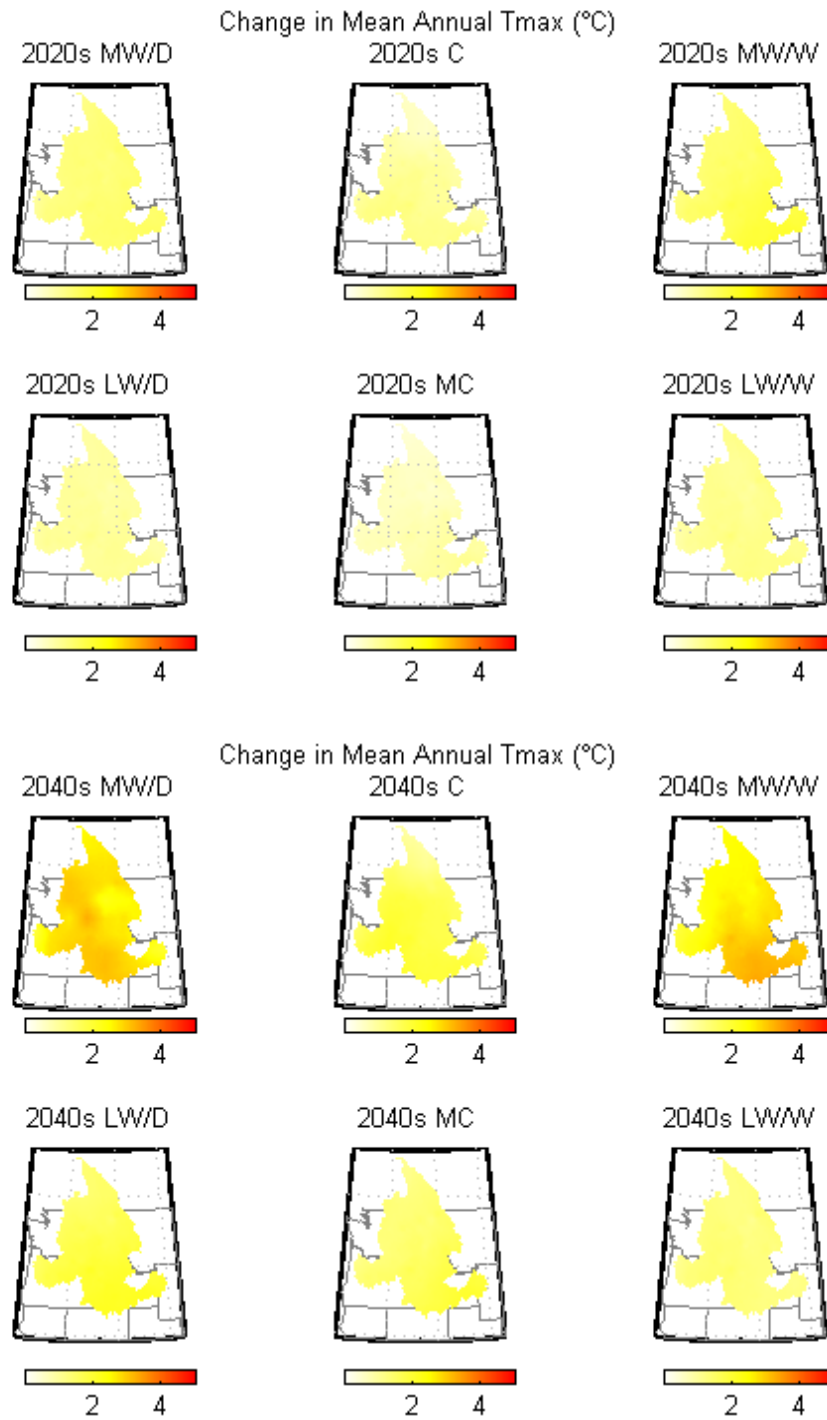 Change in Mean Annual Tmax (°C)
2020s MW/D 2020s C 2020s MW/W
2 4 2 4 2 4
2020s LW/D 2020s MC 2020s LW/W
2 4 2 4 2 4
Change in Mean Annual Tmax (°C)
2040s MW/D 2040s C 2040s MW/W
2 4 2 4 2 4
2040s LW/D 2040s MC 2040s LW/W
2 4 2 4 2 4